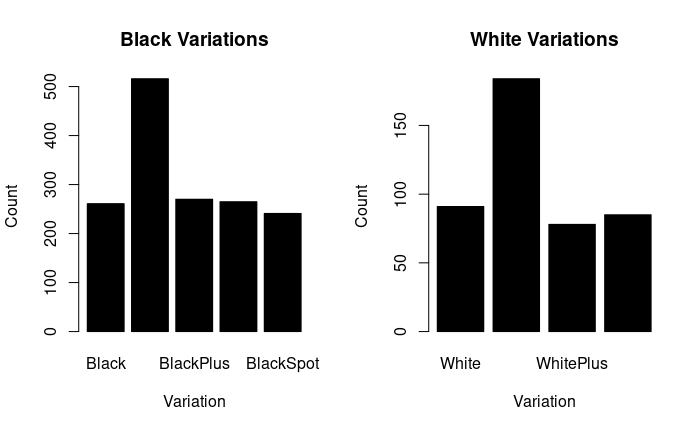 Black Variations
Count
0 100 200 300 400 500
Black BlackPlus BlackSpot
Variation
White Variations
Count
0 50 100 150
White WhitePlus
Variation